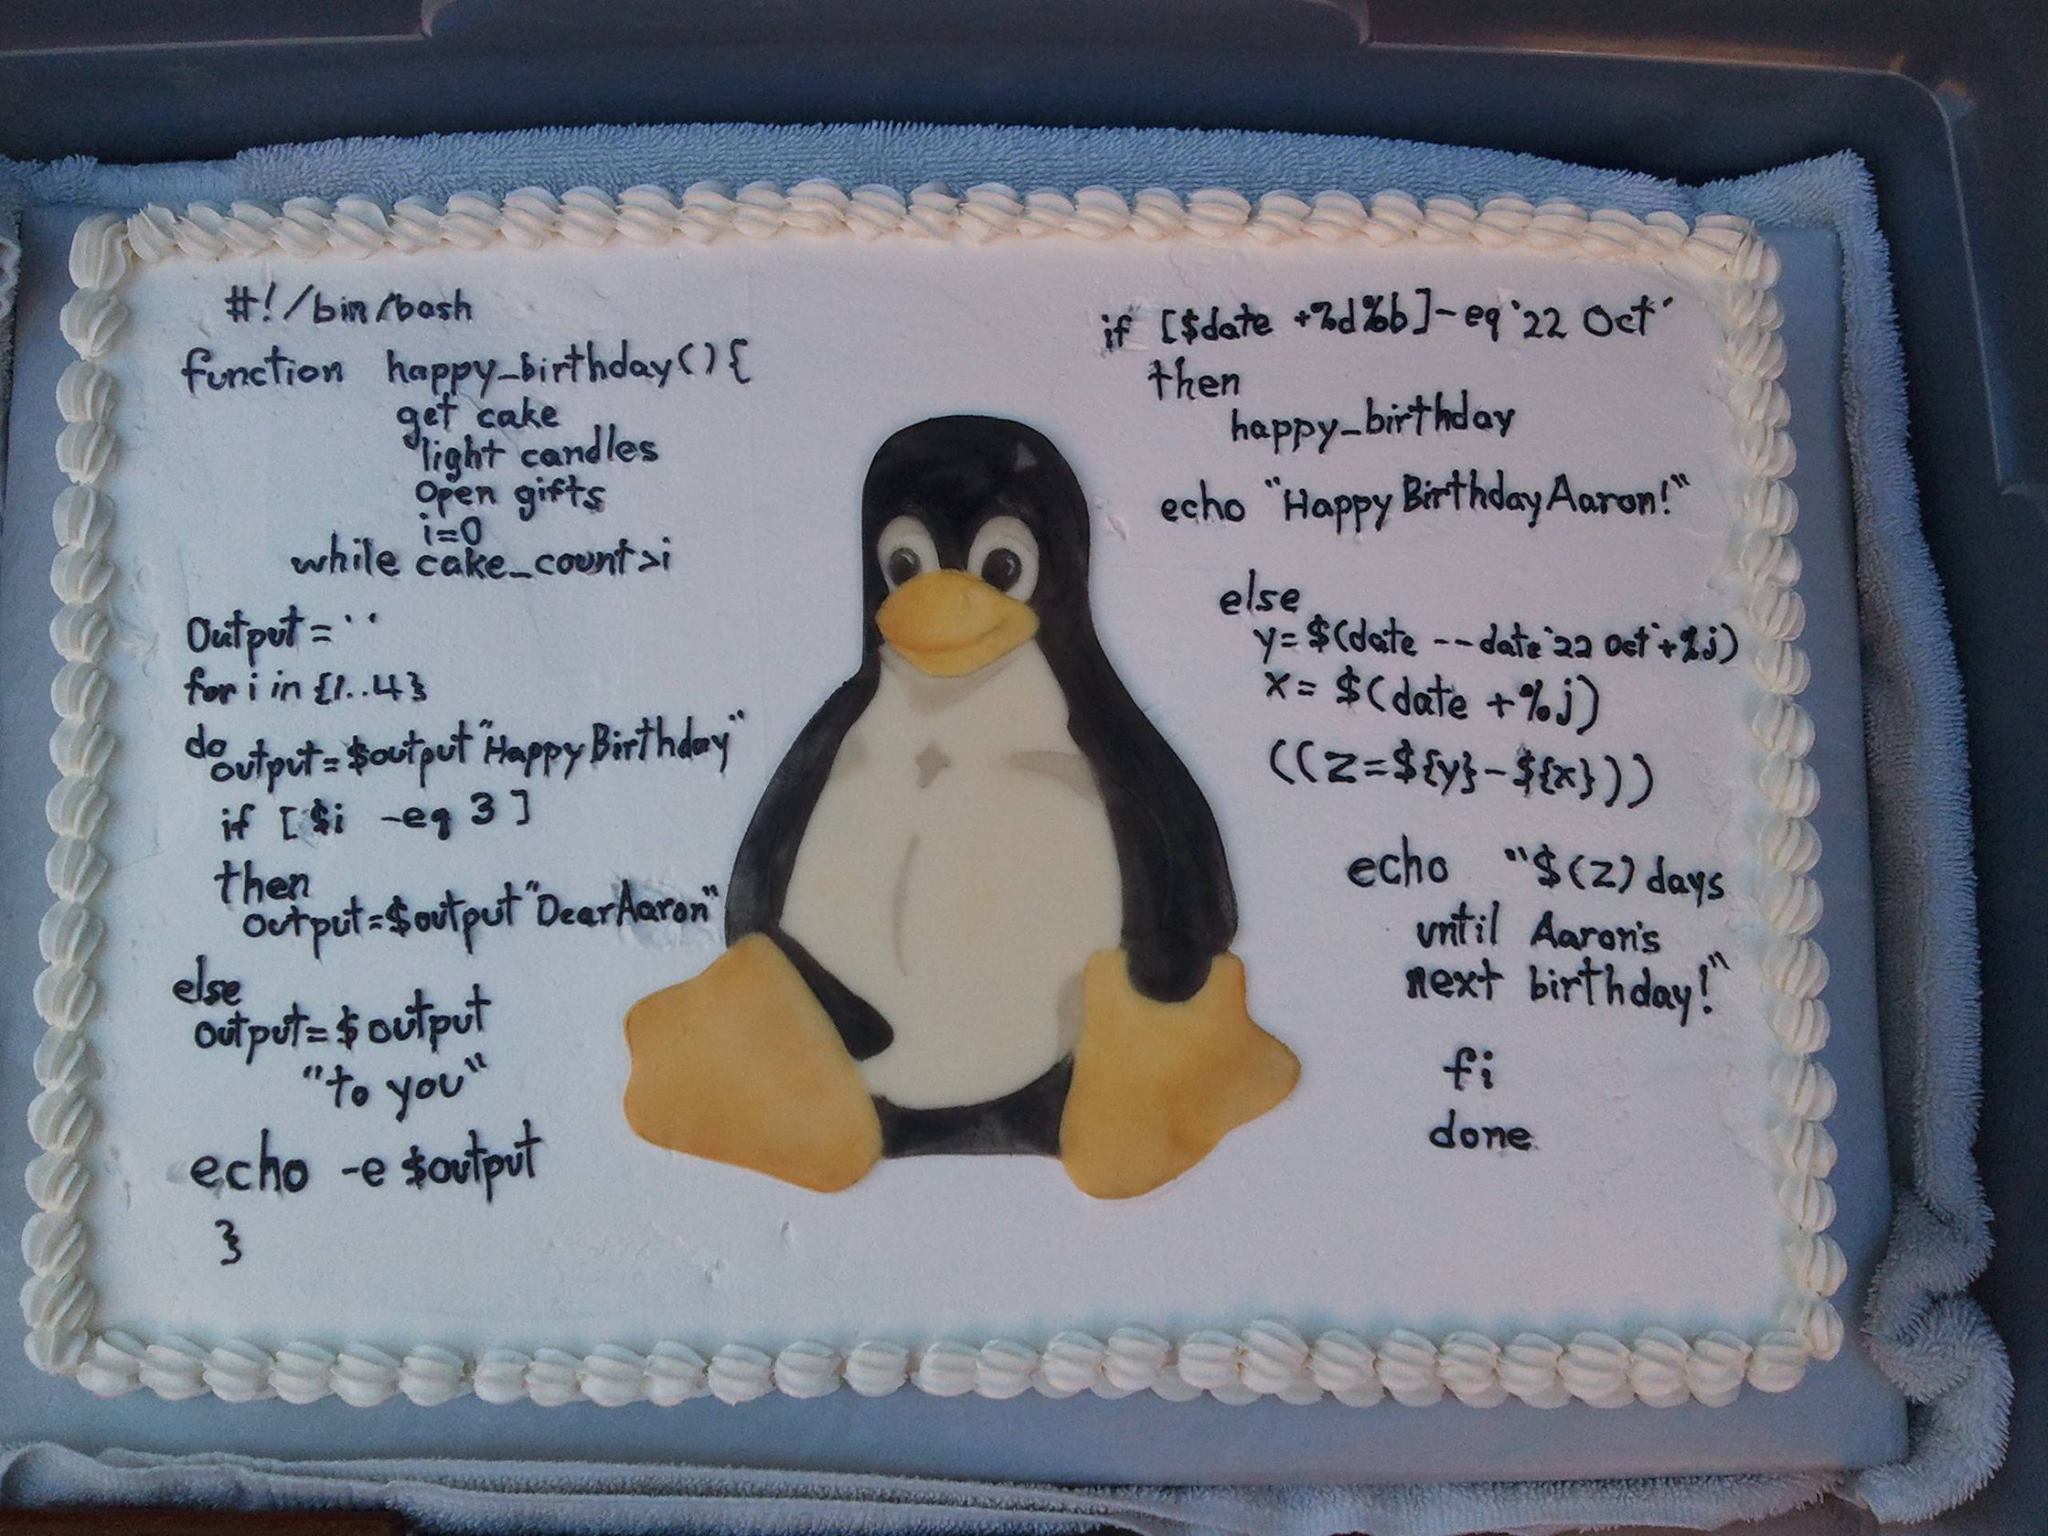 #!/bin/bash
function happy_birthday(){
get cake
light candles
open gifts
i=0
while cake_count>i
Output=``
for i in {1..4}
do
output=$output"Happy Birthday"
if [ $i -eq 3 ]
then
output=$output"Dear Aaron"
else
output=$output
"to you"
echo -e $output
}
if [$date +%d%b]-eq`22 Oct´
then
happy_birthday
echo "Happy Birthday Aaron!"
else
y=$(date --date`22 Oct´+%j)
x=$(date +%j)
((z=${y}-${x}))
echo "$(z) days
until Aaron's
next birthday!"
fi
done